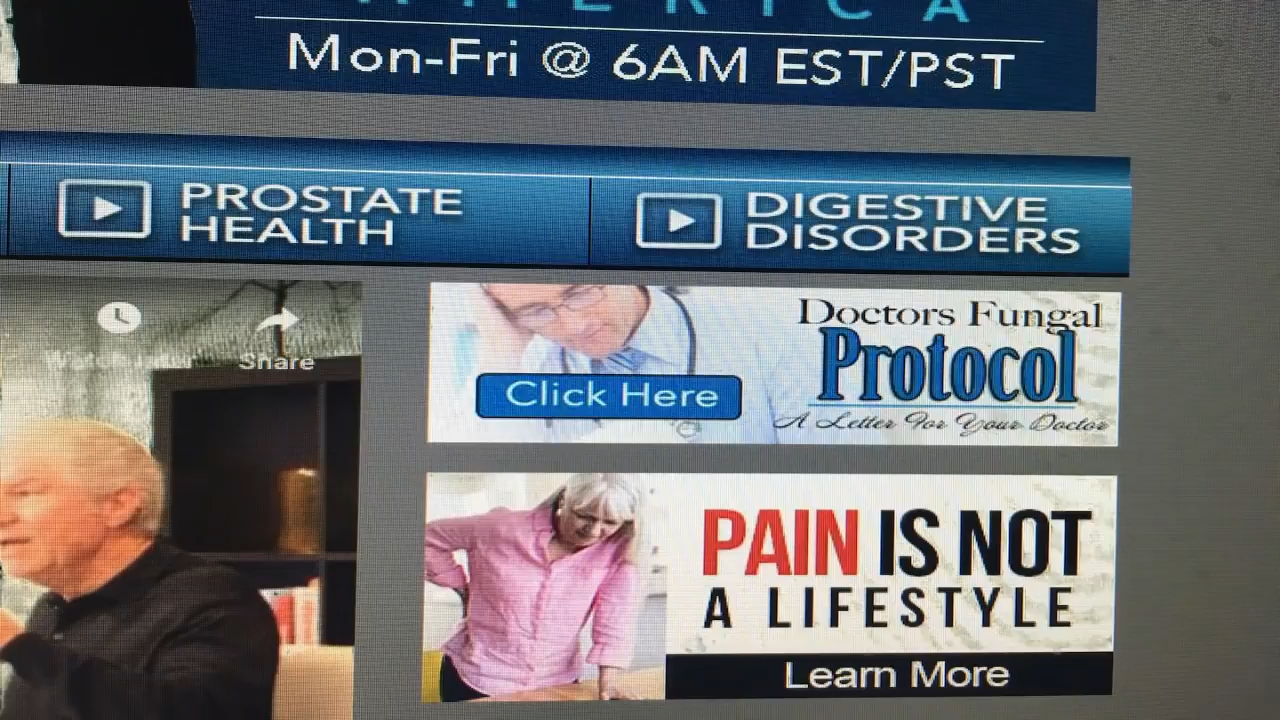 Mon-Fri @ 6AM EST/PST
PROSTATE
HEALTH
DIGESTIVE
DISORDERS
Share
Doctors Fungal
Protocol
Click Here
A Letter For Your Doctor
PAIN IS NOT
A LIFESTYLE
Learn More